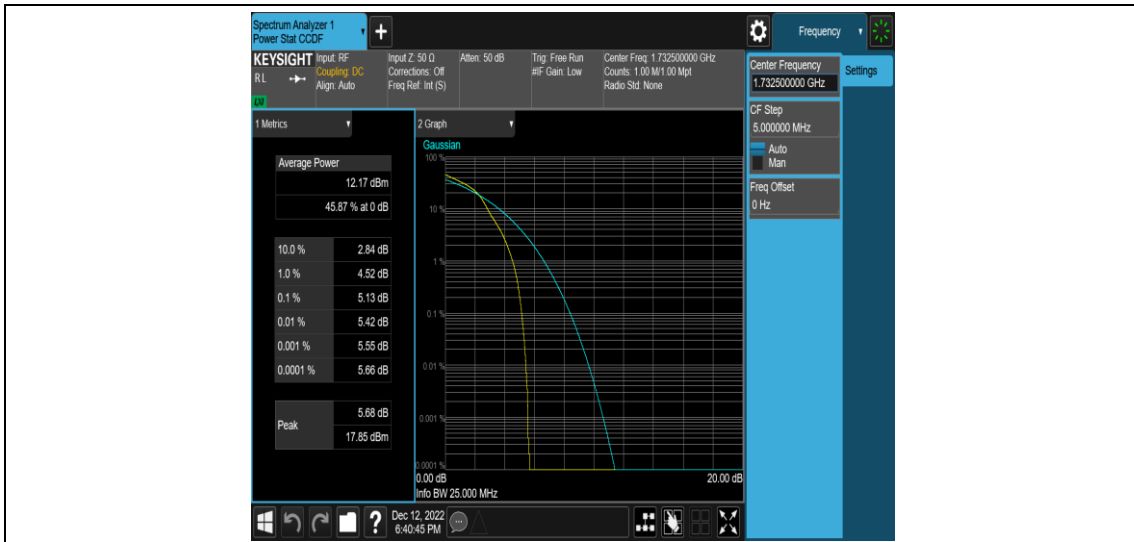 Spectrum Analyzer 1
Power Stat CCDF
Frequency
KEYSIGHT
RL
LXI
Input: RF
Coupling: DC
Align: Auto
Input Z: 50 Ω
Corrections: Off
Freq Ref: Int (S)
Atten: 50 dB
Trig: Free Run
#IF Gain: Low
Center Freq: 1.732500000 GHz
Counts: 1.00 M/1.00 Mpt
Radio Std: None
Center Frequency
1.732500000 GHz
Settings
CF Step
5.000000 MHz
Auto
Man
Freq Offset
0 Hz
1 Metrics
Average Power
12.17 dBm
45.87 % at 0 dB
10.0 % 2.84 dB
1.0 % 4.52 dB
0.1 % 5.13 dB
0.01 % 5.42 dB
0.001 % 5.55 dB
0.0001 % 5.66 dB
Peak
5.68 dB
17.85 dBm
2 Graph
Gaussian
100 %
10 %
1 %
0.1 %
0.01 %
0.001 %
0.0001 %
0.00 dB 20.00 dB
Info BW 25.000 MHz
?
Dec 12, 2022
6:40:45 PM